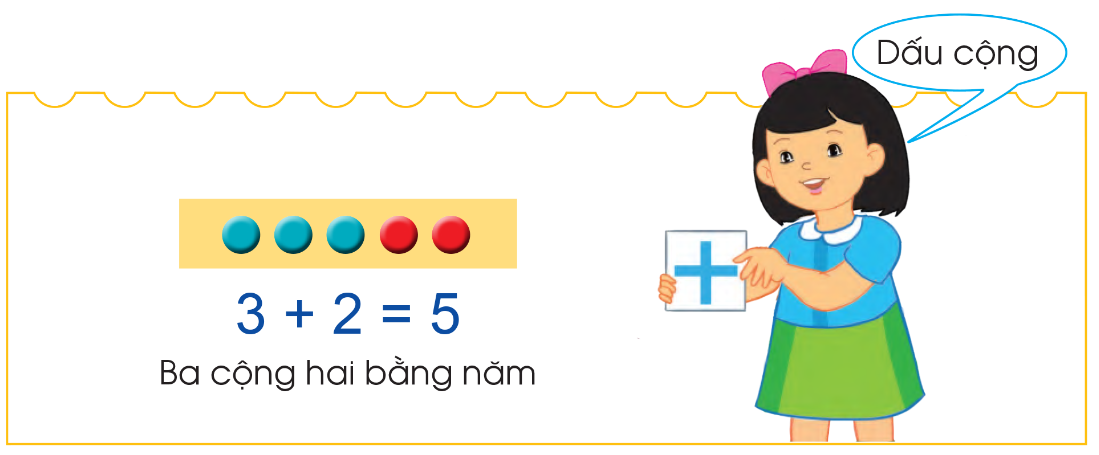 Dấu cộng
3 + 2 = 5
Ba cộng hai bằng năm